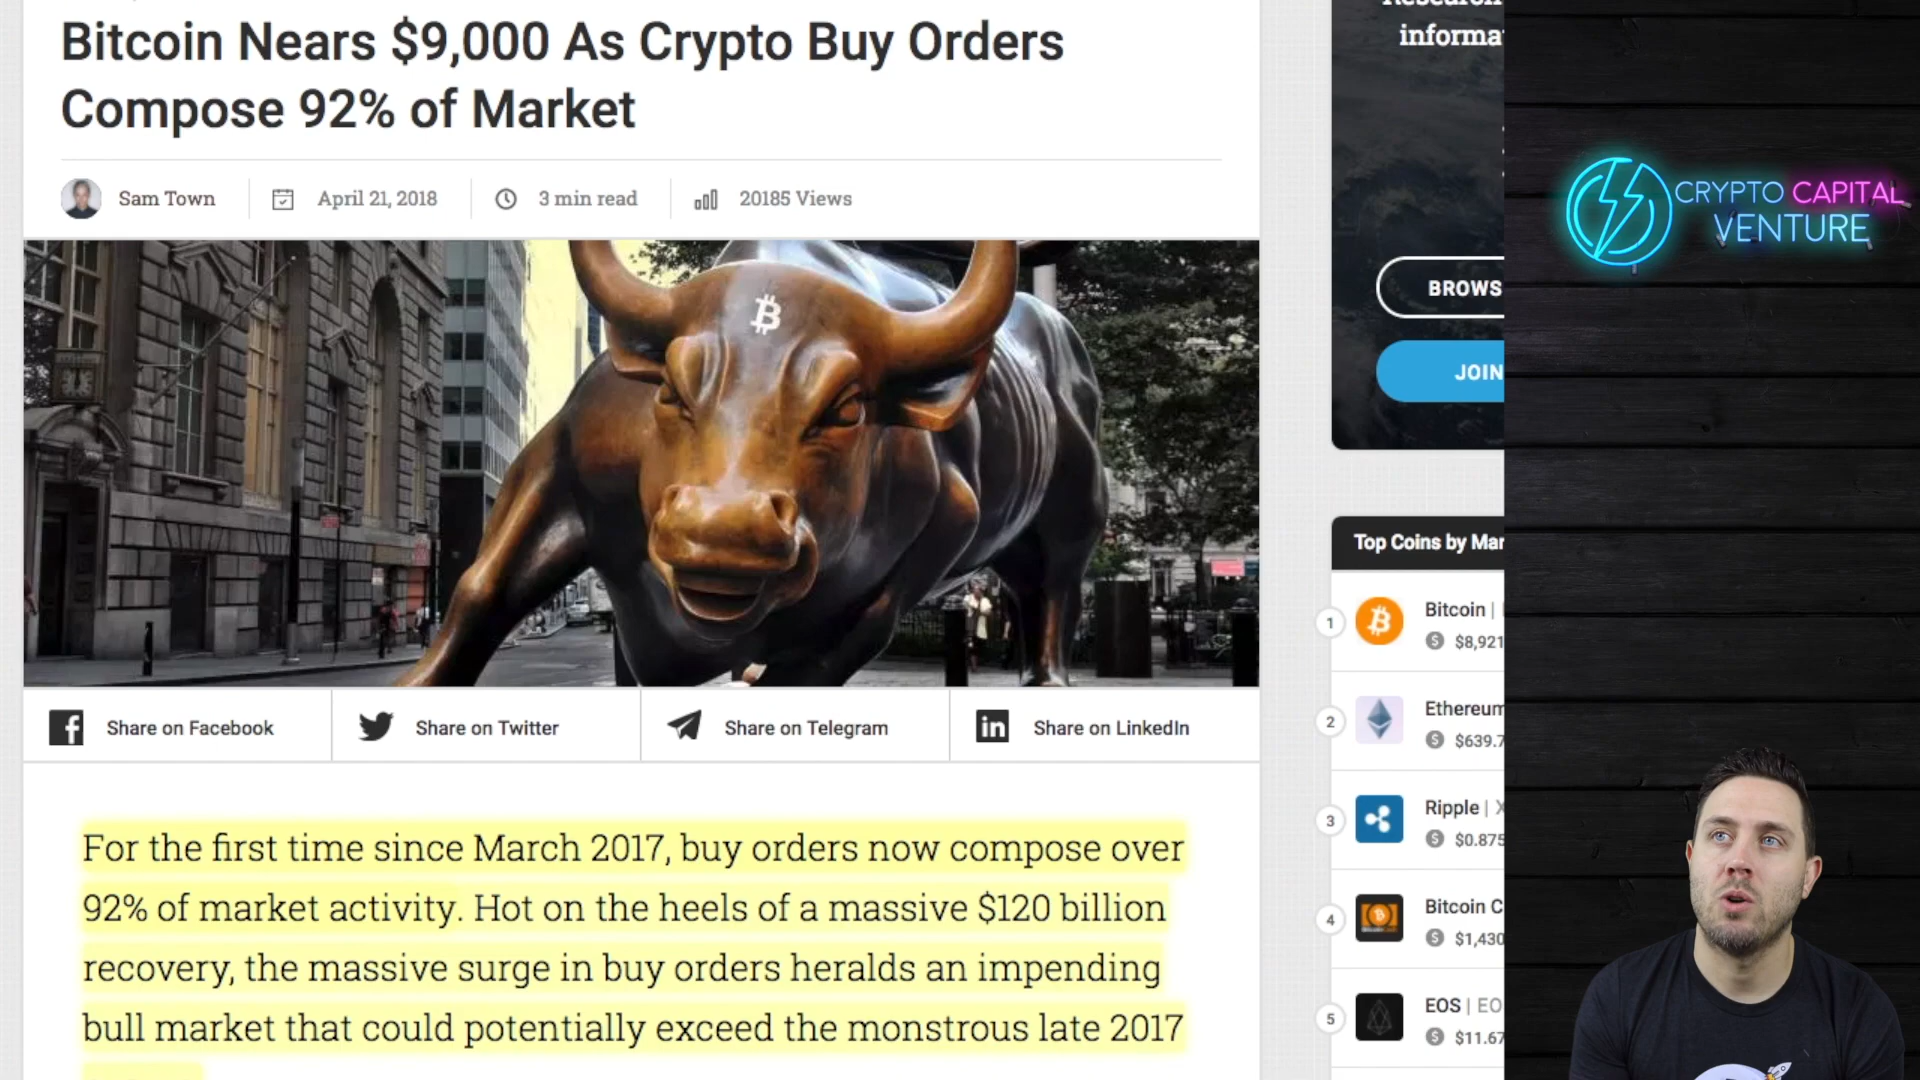 Bitcoin Nears $9,000 As Crypto Buy Orders
Compose 92% of Market
Sam Town
April 21, 2018
3 min read
20185 Views
Share on Facebook
Share on Twitter
Share on Telegram
Share on LinkedIn
For the first time since March 2017, buy orders now compose over
92% of market activity. Hot on the heels of a massive $120 billion
recovery, the massive surge in buy orders heralds an impending
bull market that could potentially exceed the monstrous late 2017
informa
BROWS
JOIN
Top Coins by Mar
1
Bitcoin |
$8,921
2
Ethereum
$639.7
3
Ripple | X
$0.875
4
Bitcoin C
$1,430
5
EOS | EO
$11.67
CRYPTO CAPITAL
VENTURE